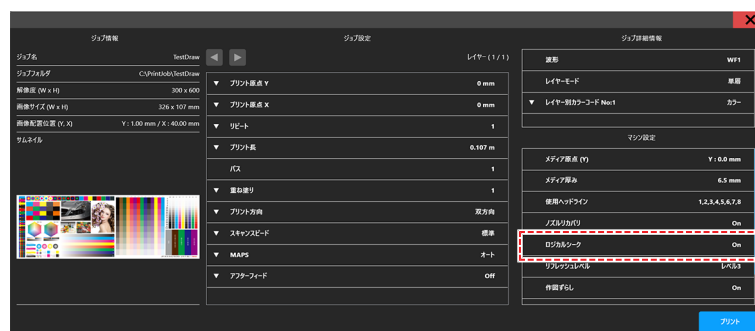 ジョブ情報
ジョブ名 TestDraw
ジョブフォルダ C:\PrintJob\TestDraw
解像度 (W x H) 300 x 600
画像サイズ (W x H) 326 x 107 mm
画像配置位置 (Y, X) Y : 1.00 mm / X : 40.00 mm
サムネイル
ジョブ設定
◀ ▶ レイヤー ( 1 / 1 )
▼ プリント原点 Y 0 mm
▼ プリント原点 X 0 mm
▼ リピート 1
▼ プリント長 0.107 m
パス 1
▼ 重ね塗り 1
▼ プリント方向 双方向
▼ スキャンスピード 標準
▼ MAPS オート
▼ アフターフィード Off
ジョブ詳細情報
波形 WF1
レイヤーモード 単層
▼ レイヤー別カラーコード No:1 カラー
マシン設定
メディア原点 (Y) Y : 0.0 mm
メディア厚み 6.5 mm
使用ヘッドライン 1,2,3,4,5,6,7,8
ノズルリカバリ On
ロジカルシーク On
リフレッシュレベル レベル3
作図ずらし On
プリント